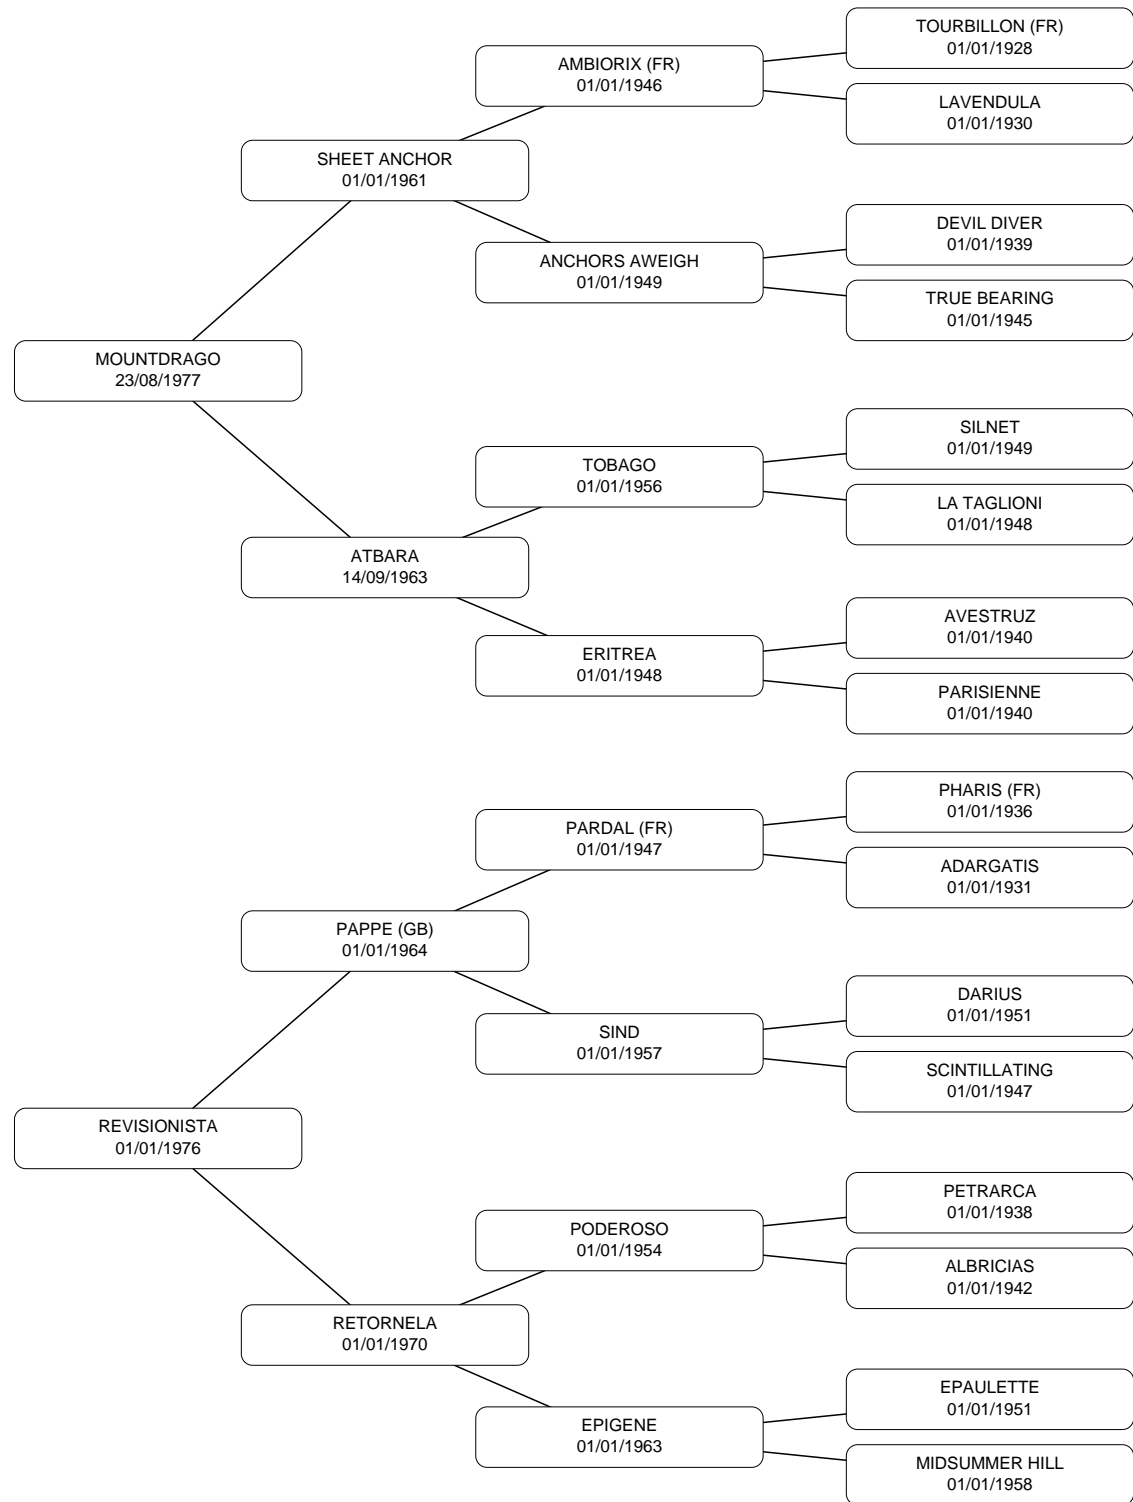 TOURBILLON (FR)
01/01/1928
AMBIORIX (FR)
01/01/1946
LAVENDULA
01/01/1930
SHEET ANCHOR
01/01/1961
DEVIL DIVER
01/01/1939
ANCHORS AWEIGH
01/01/1949
TRUE BEARING
01/01/1945
MOUNTDRAGO
23/08/1977
SILNET
01/01/1949
TOBAGO
01/01/1956
LA TAGLIONI
01/01/1948
ATBARA
14/09/1963
AVESTRUZ
01/01/1940
ERITREA
01/01/1948
PARISIENNE
01/01/1940
PHARIS (FR)
01/01/1936
PARDAL (FR)
01/01/1947
ADARGATIS
01/01/1931
PAPPE (GB)
01/01/1964
DARIUS
01/01/1951
SIND
01/01/1957
SCINTILLATING
01/01/1947
REVISIONISTA
01/01/1976
PETRARCA
01/01/1938
PODEROSO
01/01/1954
ALBRICIAS
01/01/1942
RETORNELA
01/01/1970
EPAULETTE
01/01/1951
EPIGENE
01/01/1963
MIDSUMMER HILL
01/01/1958